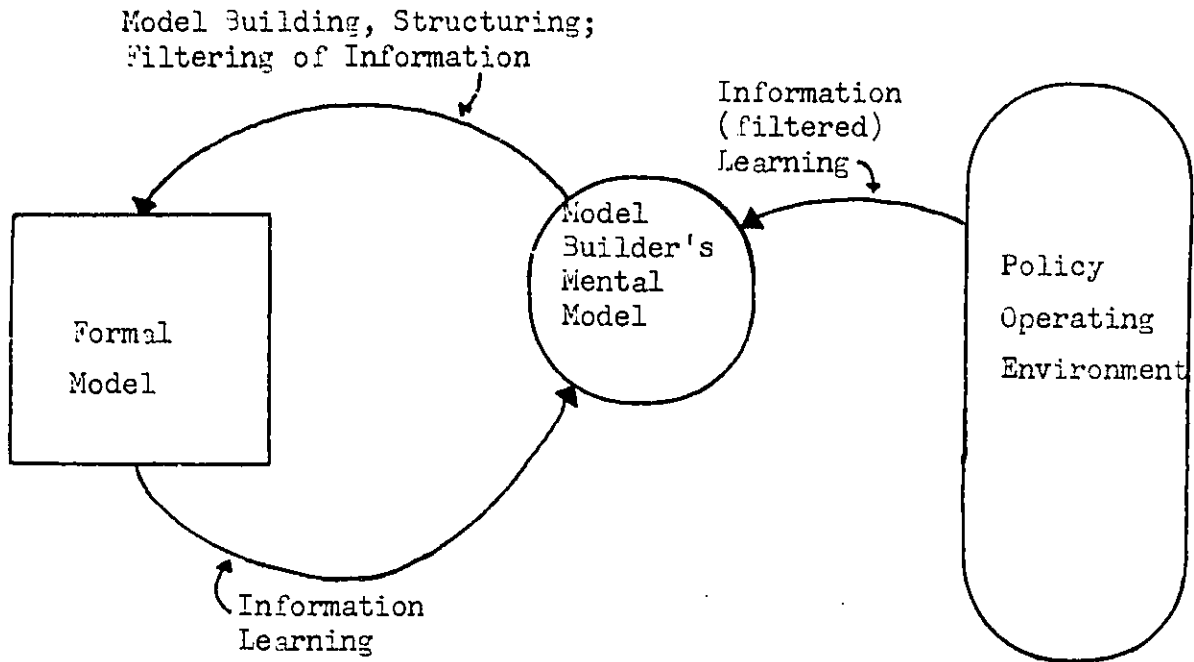 Model Building, Structuring;
Filtering of Information
Information
(filtered)
Learning
Model
Builder's
Mental
Model
Policy
Operating
Environment
Formal
Model
Information
Learning